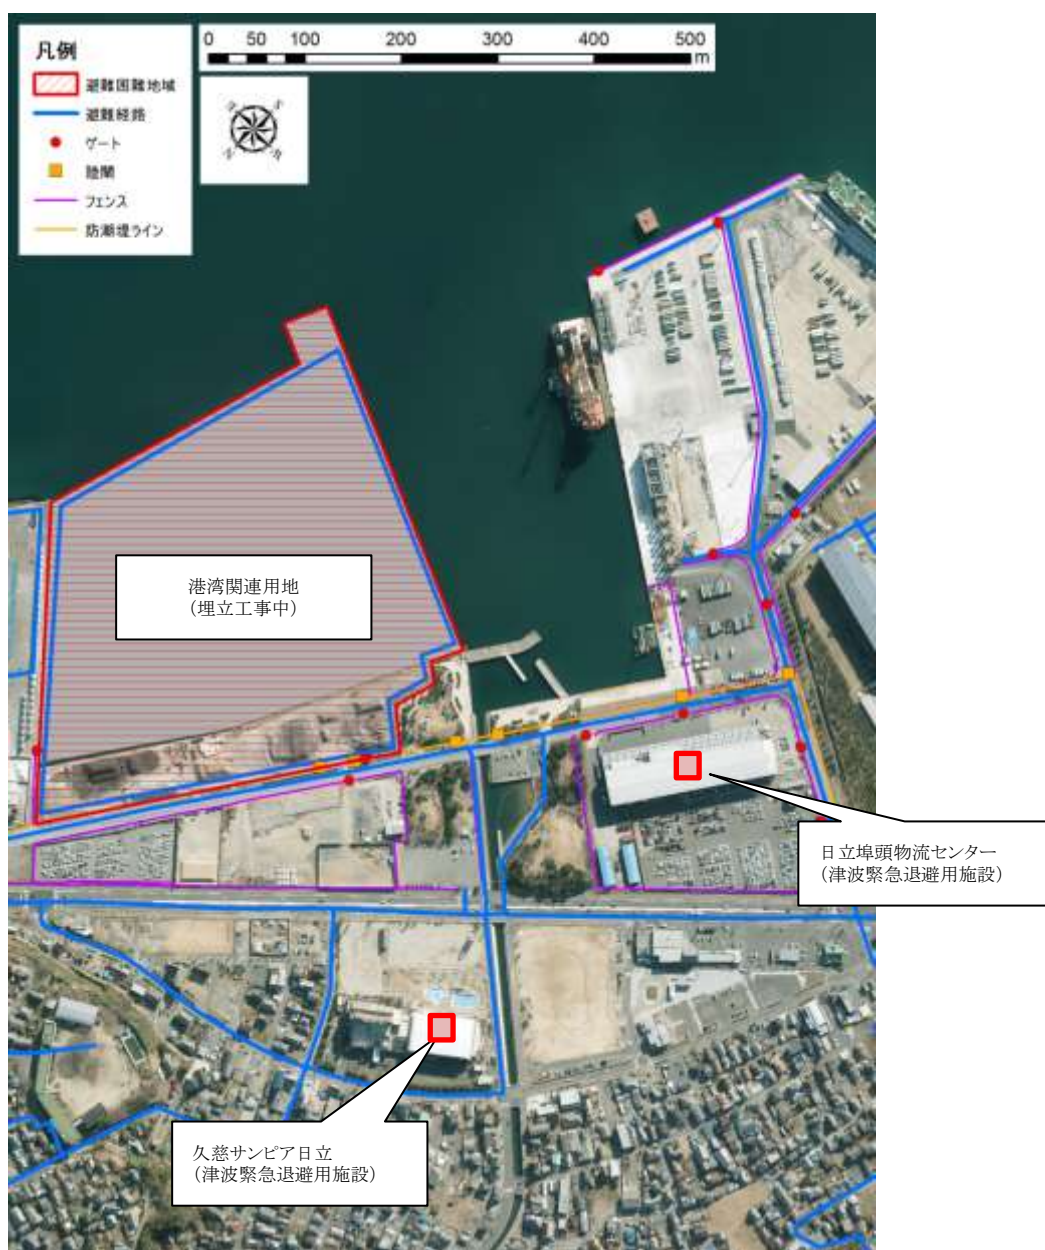 凡例
避難困難地域
避難経路
ゲート
陸閘
フェンス
防潮堤ライン
0 50 100 200 300 400 500
m
港湾関連用地
（埋立工事中）
日立埠頭物流センター
（津波緊急退避用施設）
久慈サンピア日立
（津波緊急退避用施設）